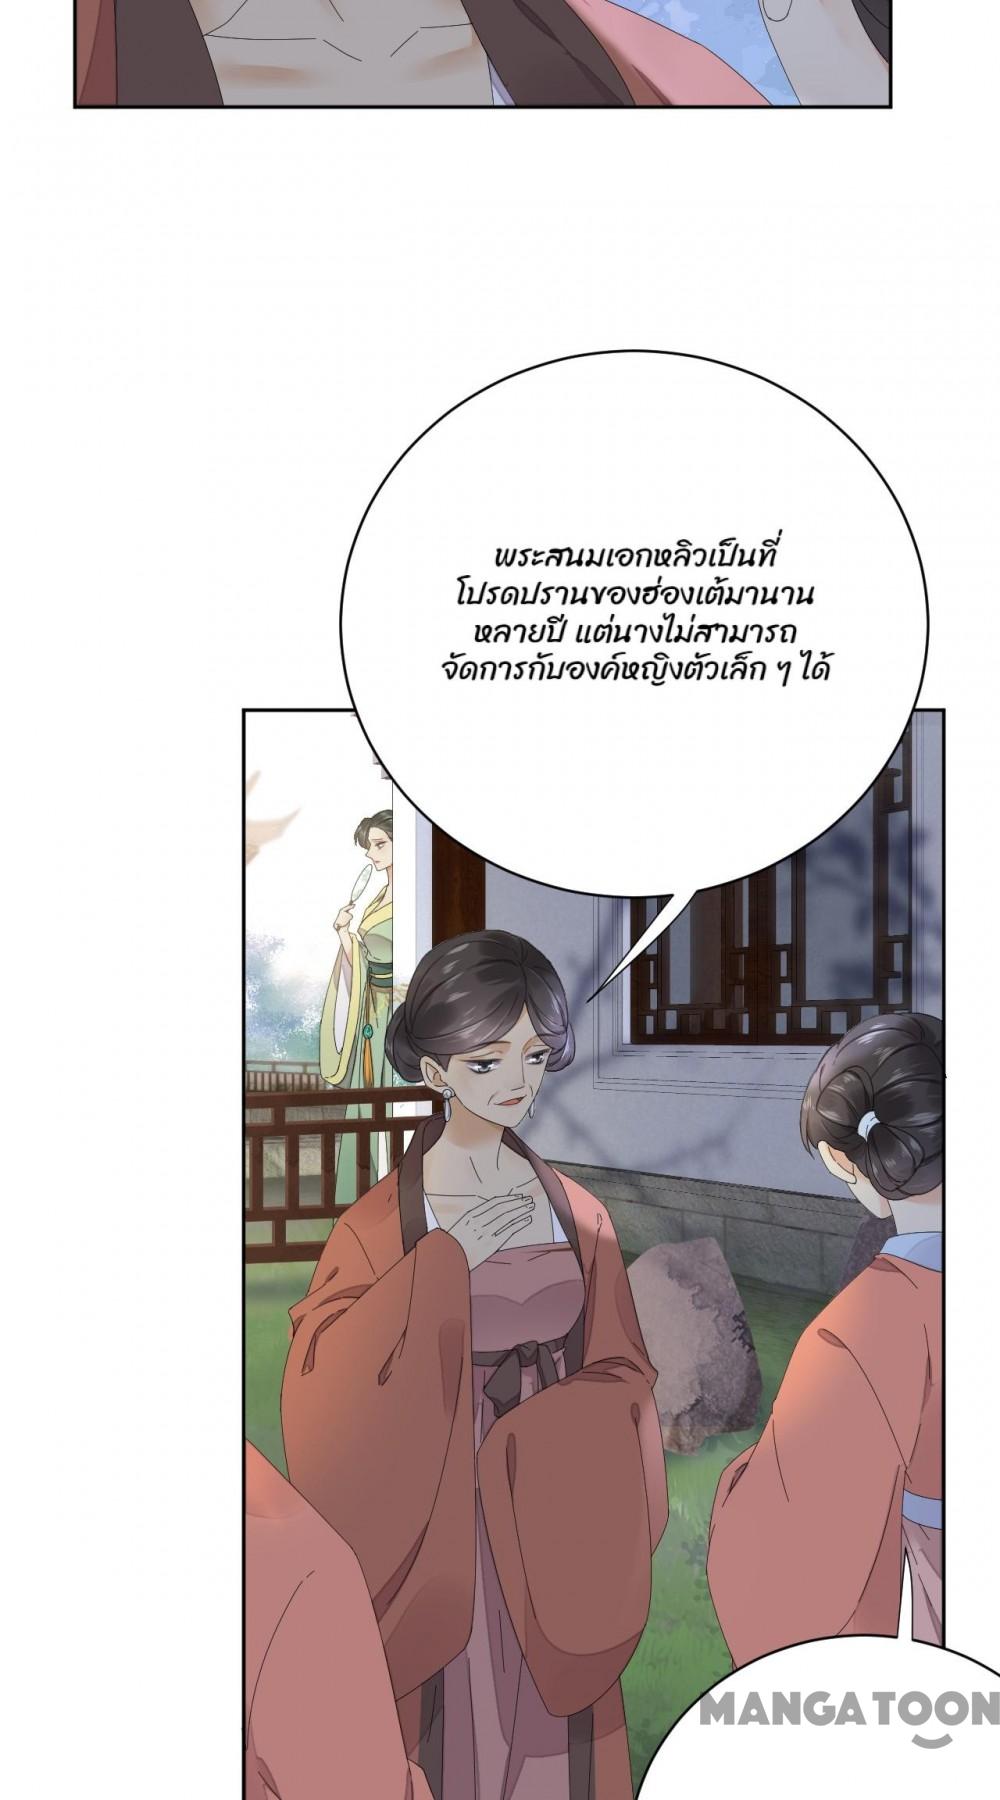 พระสนมเอกหลิวเป็นที่
โปรดปรานของฮ่องเต้มานาน
หลายปี แต่นางไม่สามารถ
จัดการกับองค์หญิงตัวเล็ก ๆ ได้
MANGATOON